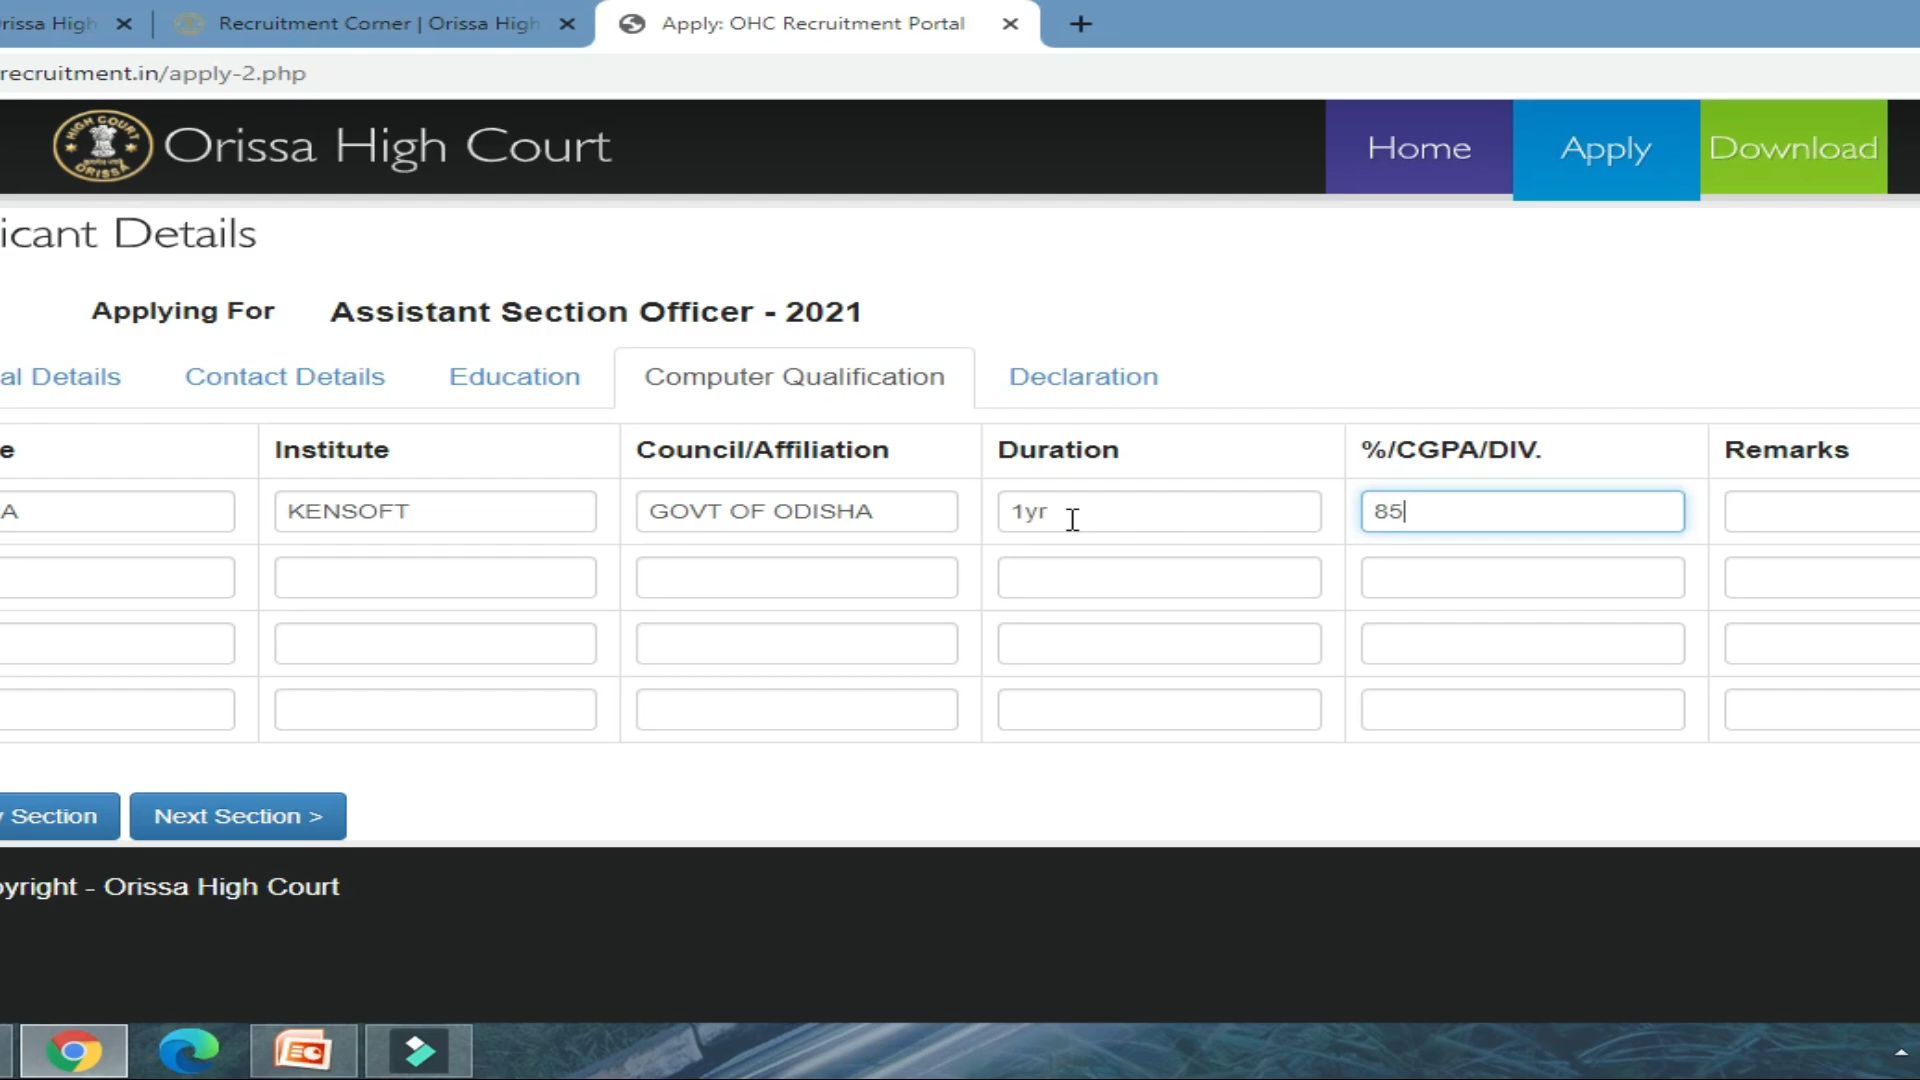 rissa High
Recruitment Corner | Orissa High
Apply: OHC Recruitment Portal
recruitment.in/apply-2.php
HIGH COURT
ORISSA
Orissa High Court
Home
Apply
Download
icant Details
Applying For Assistant Section Officer - 2021
al Details
Contact Details
Education
Computer Qualification
Declaration
e Institute Council/Affiliation Duration %/CGPA/DIV. Remarks
A KENSOFT GOVT OF ODISHA 1yr 85
Section
Next Section >
yright - Orissa High Court